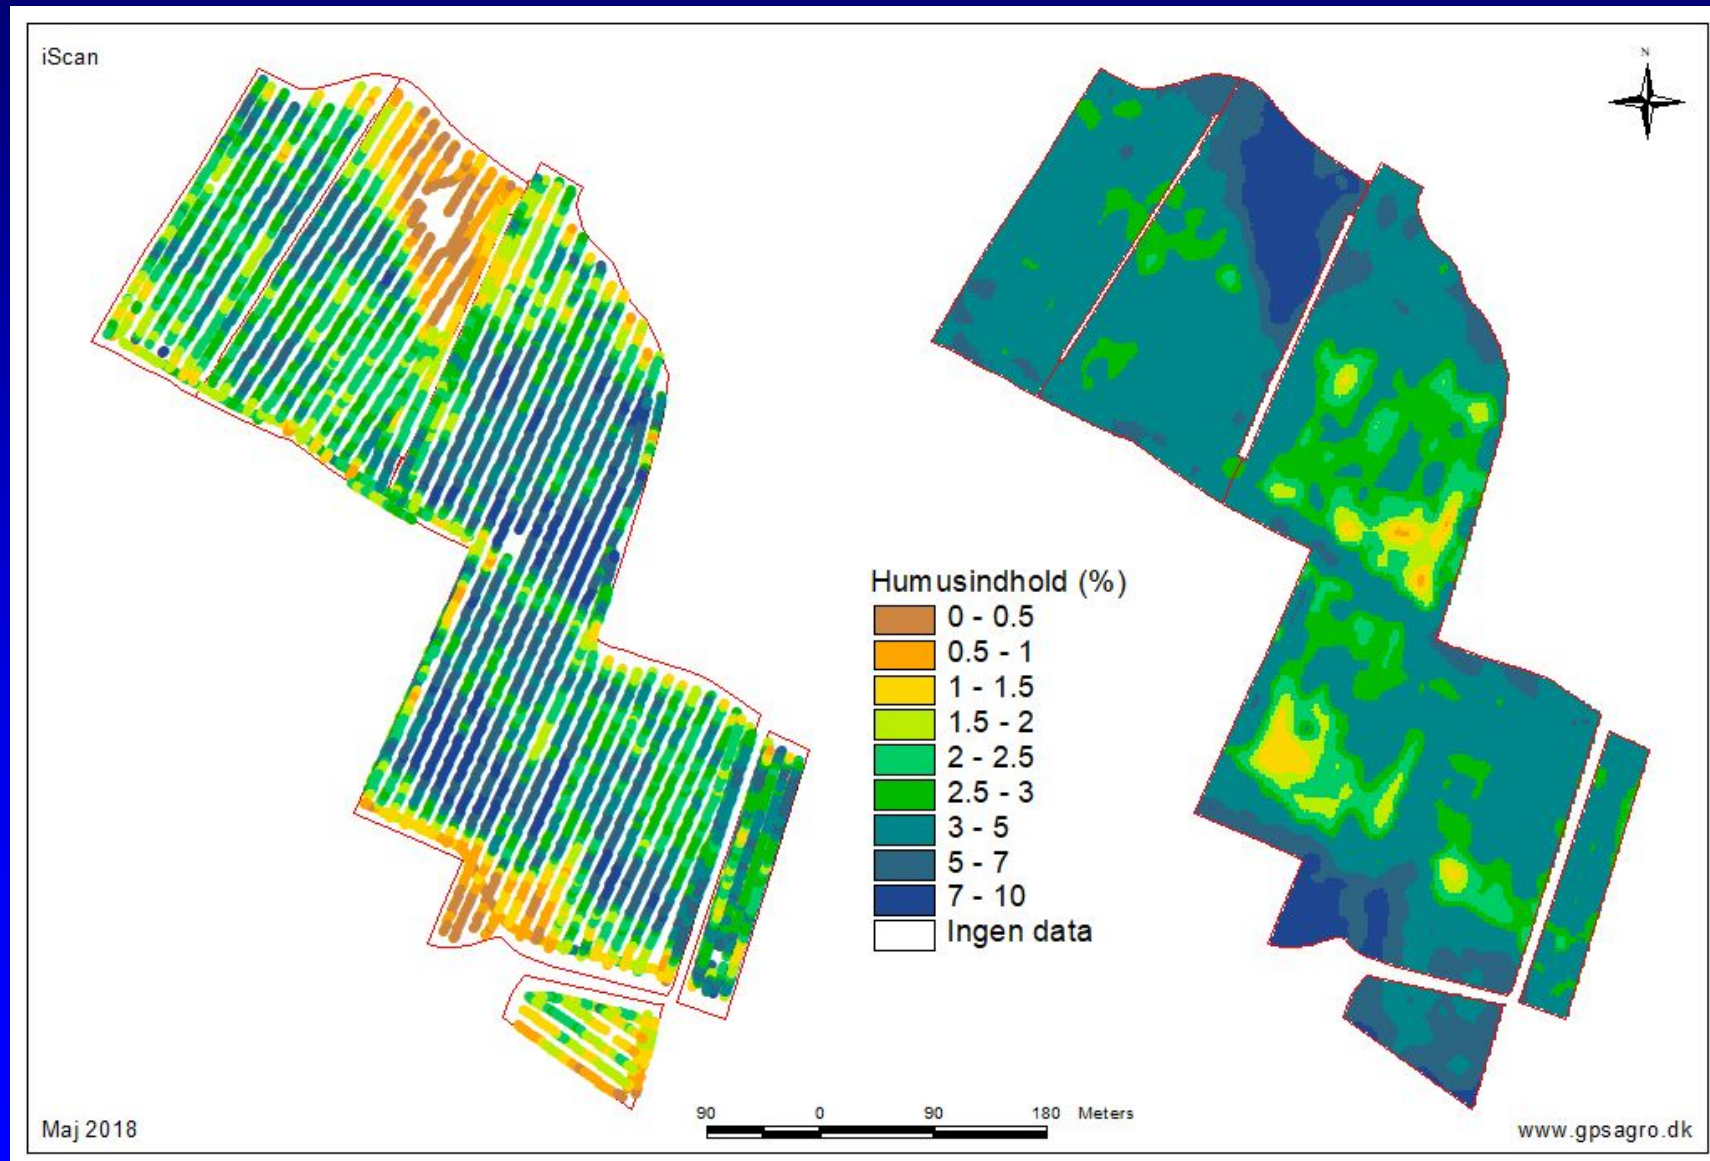 iScan
N
Humusindhold (%)
0 - 0.5
0.5 - 1
1 - 1.5
1.5 - 2
2 - 2.5
2.5 - 3
3 - 5
5 - 7
7 - 10
Ingen data
90 0 90 180 Meters
Maj 2018
www.gpsagro.dk